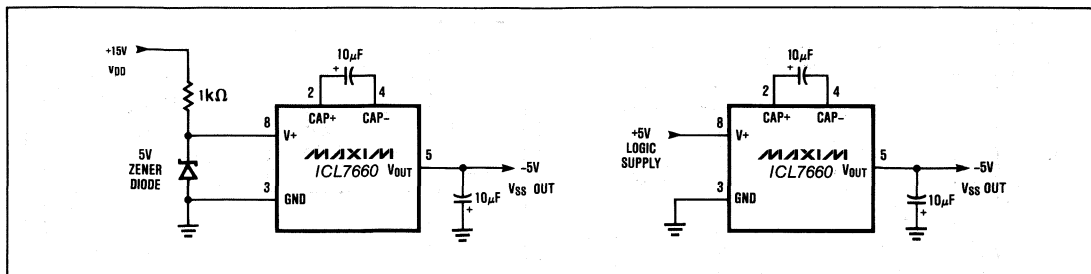 +15V
VDD
1kΩ
5V
ZENER
DIODE
10µF
+
2
4
CAP+
CAP−
8
V+
MAXIM
ICL7660
VOUT
5
3
GND
−5V
VSS OUT
10µF
+
10µF
+
2
4
CAP+
CAP−
+5V
LOGIC
SUPPLY
8
V+
MAXIM
ICL7660
VOUT
5
3
GND
−5V
VSS OUT
10µF
+